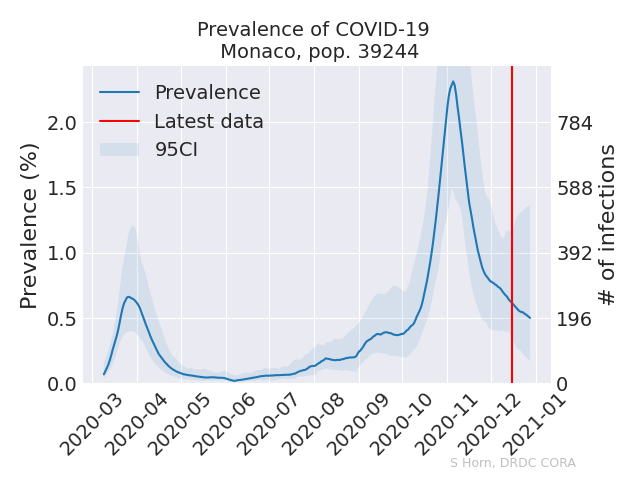 Prevalence of COVID-19
Monaco, pop. 39244
Prevalence
Latest data
95CI
Prevalence (%)
2.0
1.5
1.0
0.5
0.0
784
588
392
196
0
# of infections
2020-03
2020-04
2020-05
2020-06
2020-07
2020-08
2020-09
2020-10
2020-11
2020-12
2021-01
S Horn, DRDC CORA